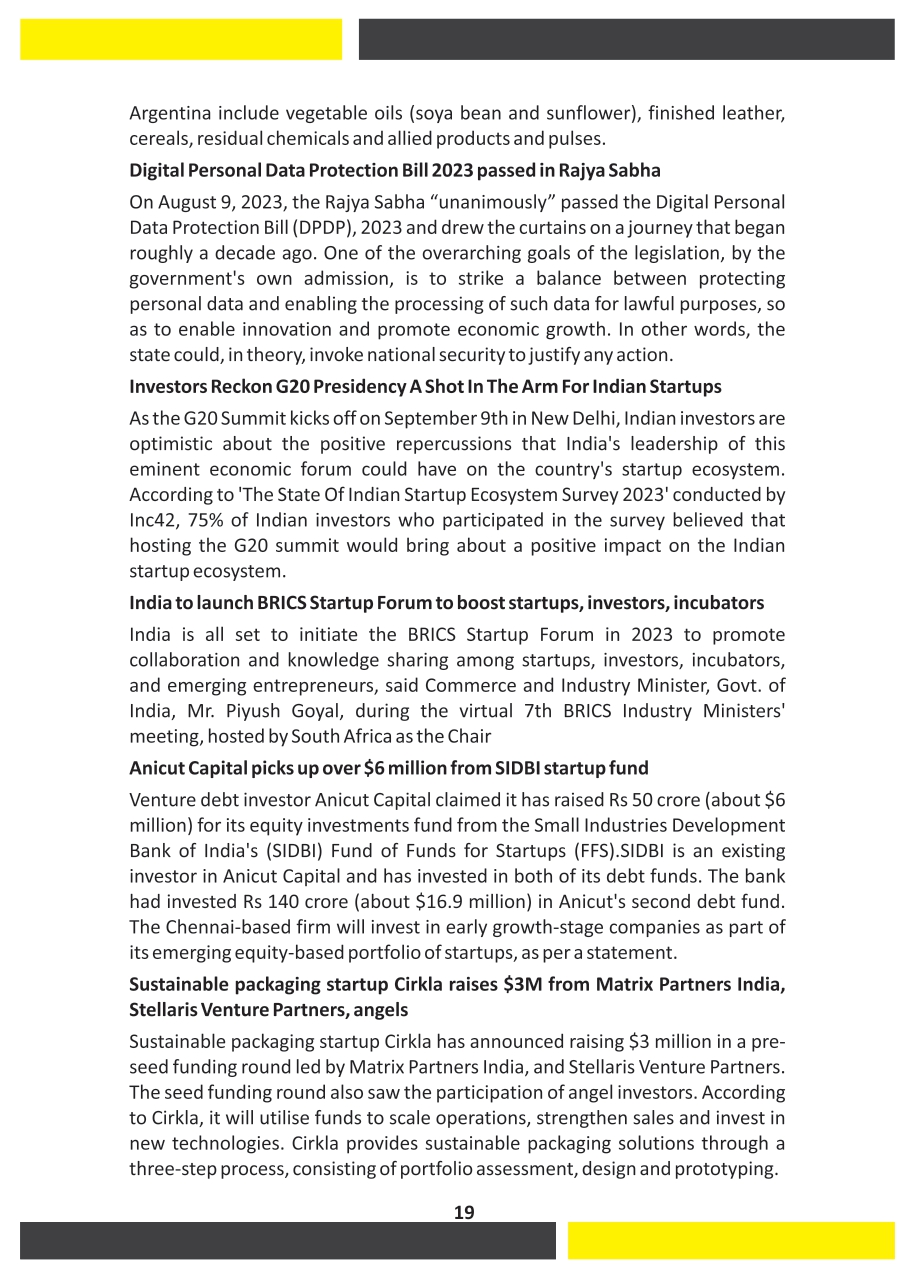 Argentina include vegetable oils (soya bean and sunflower), finished leather,
cereals, residual chemicals and allied products and pulses.
Digital Personal Data Protection Bill 2023 passed in Rajya Sabha
On August 9, 2023, the Rajya Sabha “unanimously” passed the Digital Personal
Data Protection Bill (DPDP), 2023 and drew the curtains on a journey that began
roughly a decade ago. One of the overarching goals of the legislation, by the
government's own admission, is to strike a balance between protecting
personal data and enabling the processing of such data for lawful purposes, so
as to enable innovation and promote economic growth. In other words, the
state could, in theory, invoke national security to justify any action.
Investors Reckon G20 Presidency A Shot In The Arm For Indian Startups
As the G20 Summit kicks off on September 9th in New Delhi, Indian investors are
optimistic about the positive repercussions that India's leadership of this
eminent economic forum could have on the country's startup ecosystem.
According to 'The State Of Indian Startup Ecosystem Survey 2023' conducted by
Inc42, 75% of Indian investors who participated in the survey believed that
hosting the G20 summit would bring about a positive impact on the Indian
startup ecosystem.
India to launch BRICS Startup Forum to boost startups, investors, incubators
India is all set to initiate the BRICS Startup Forum in 2023 to promote
collaboration and knowledge sharing among startups, investors, incubators,
and emerging entrepreneurs, said Commerce and Industry Minister, Govt. of
India, Mr. Piyush Goyal, during the virtual 7th BRICS Industry Ministers'
meeting, hosted by South Africa as the Chair
Anicut Capital picks up over $6 million from SIDBI startup fund
Venture debt investor Anicut Capital claimed it has raised Rs 50 crore (about $6
million) for its equity investments fund from the Small Industries Development
Bank of India's (SIDBI) Fund of Funds for Startups (FFS).SIDBI is an existing
investor in Anicut Capital and has invested in both of its debt funds. The bank
had invested Rs 140 crore (about $16.9 million) in Anicut's second debt fund.
The Chennai-based firm will invest in early growth-stage companies as part of
its emerging equity-based portfolio of startups, as per a statement.
Sustainable packaging startup Cirkla raises $3M from Matrix Partners India,
Stellaris Venture Partners, angels
Sustainable packaging startup Cirkla has announced raising $3 million in a pre-
seed funding round led by Matrix Partners India, and Stellaris Venture Partners.
The seed funding round also saw the participation of angel investors. According
to Cirkla, it will utilise funds to scale operations, strengthen sales and invest in
new technologies. Cirkla provides sustainable packaging solutions through a
three-step process, consisting of portfolio assessment, design and prototyping.
19